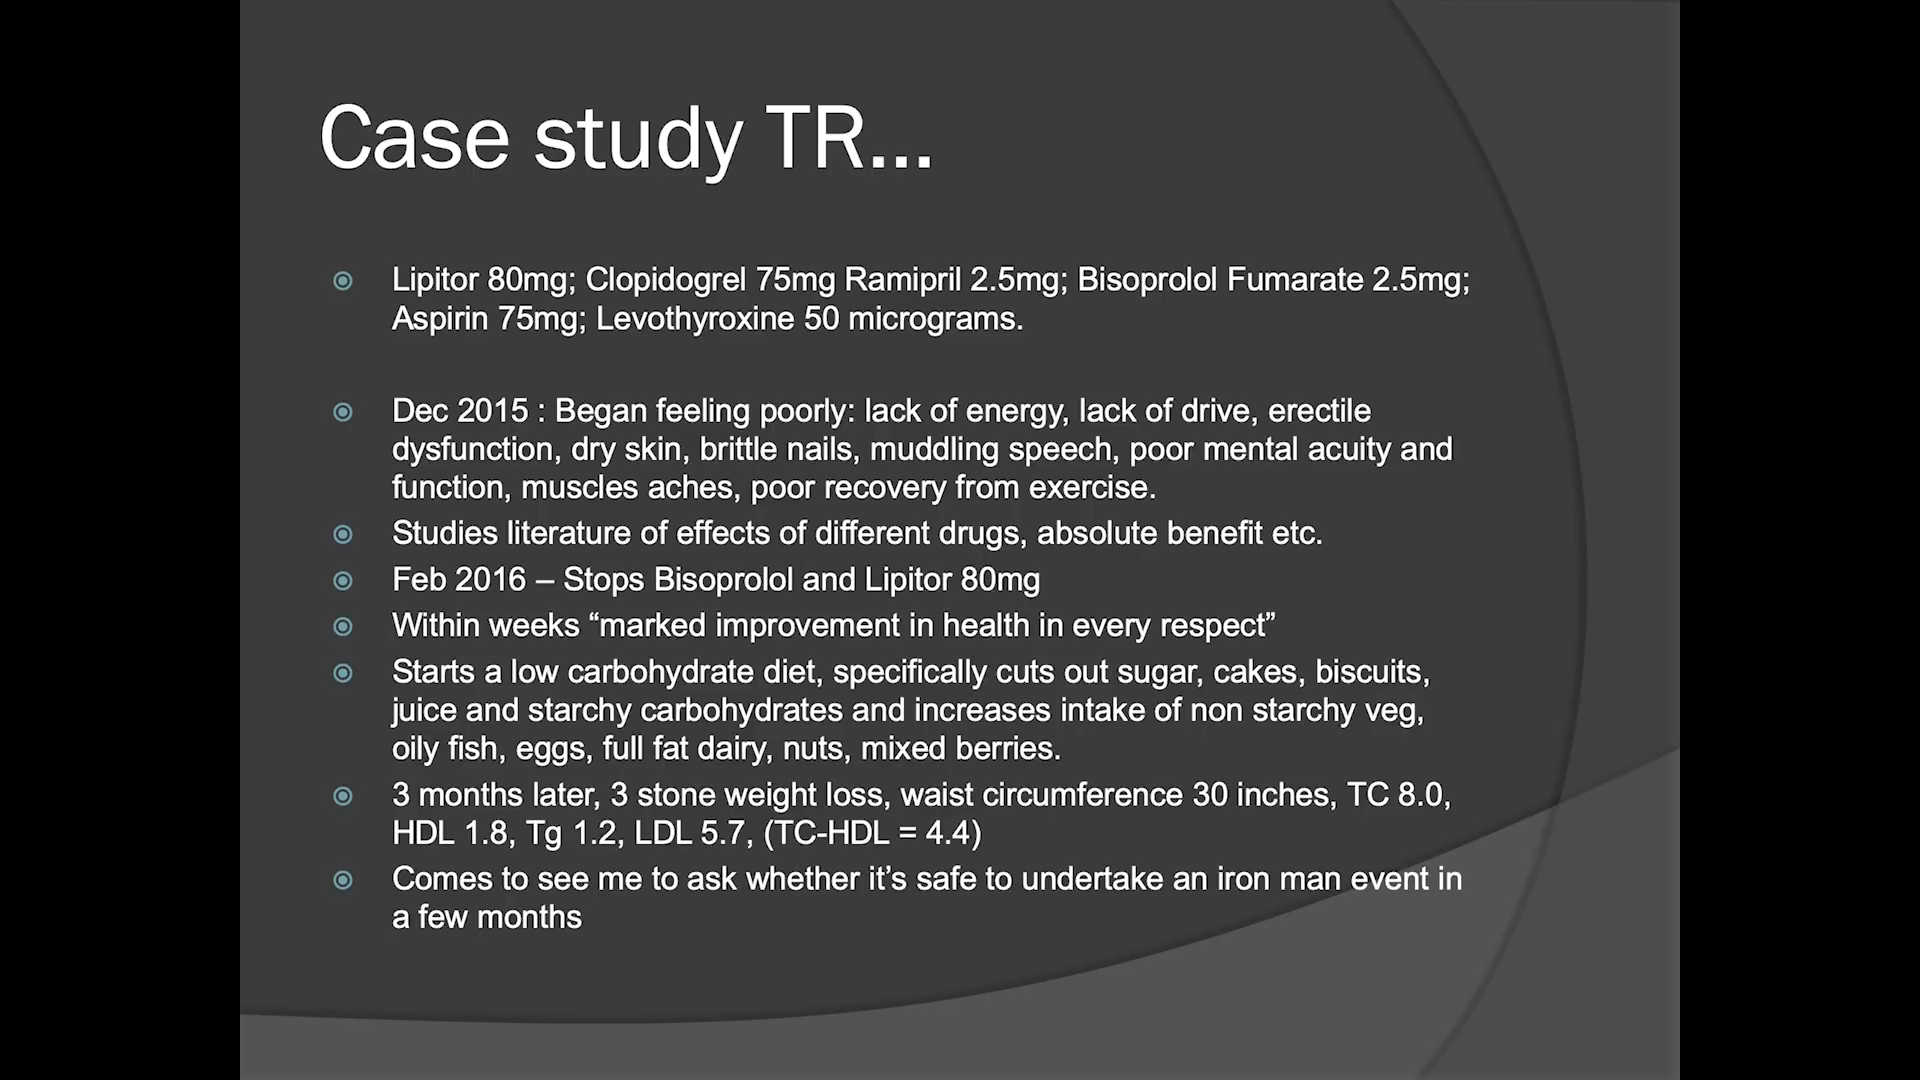 Case study TR...
Lipitor 80mg; Clopidogrel 75mg Ramipril 2.5mg; Bisoprolol Fumarate 2.5mg;
Aspirin 75mg; Levothyroxine 50 micrograms.
Dec 2015 : Began feeling poorly: lack of energy, lack of drive, erectile
dysfunction, dry skin, brittle nails, muddling speech, poor mental acuity and
function, muscles aches, poor recovery from exercise.
Studies literature of effects of different drugs, absolute benefit etc.
Feb 2016 – Stops Bisoprolol and Lipitor 80mg
Within weeks “marked improvement in health in every respect”
Starts a low carbohydrate diet, specifically cuts out sugar, cakes, biscuits,
juice and starchy carbohydrates and increases intake of non starchy veg,
oily fish, eggs, full fat dairy, nuts, mixed berries.
3 months later, 3 stone weight loss, waist circumference 30 inches, TC 8.0,
HDL 1.8, Tg 1.2, LDL 5.7, (TC-HDL = 4.4)
Comes to see me to ask whether it’s safe to undertake an iron man event in
a few months